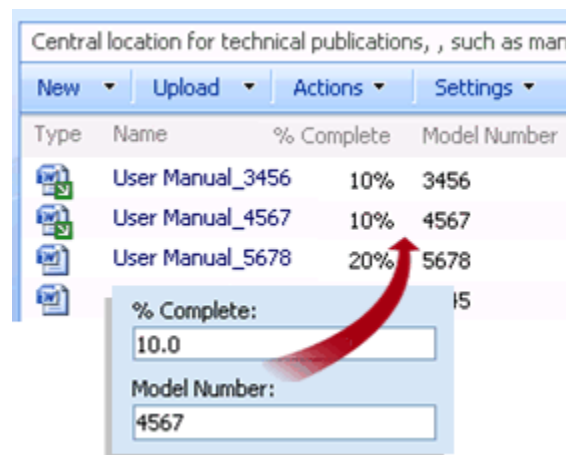 Central location for technical publications, , such as man
New Upload Actions Settings
Type Name % Complete Model Number
User Manual_3456 10% 3456
User Manual_4567 10% 4567
User Manual_5678 20% 5678
% Complete:
10.0
Model Number:
4567